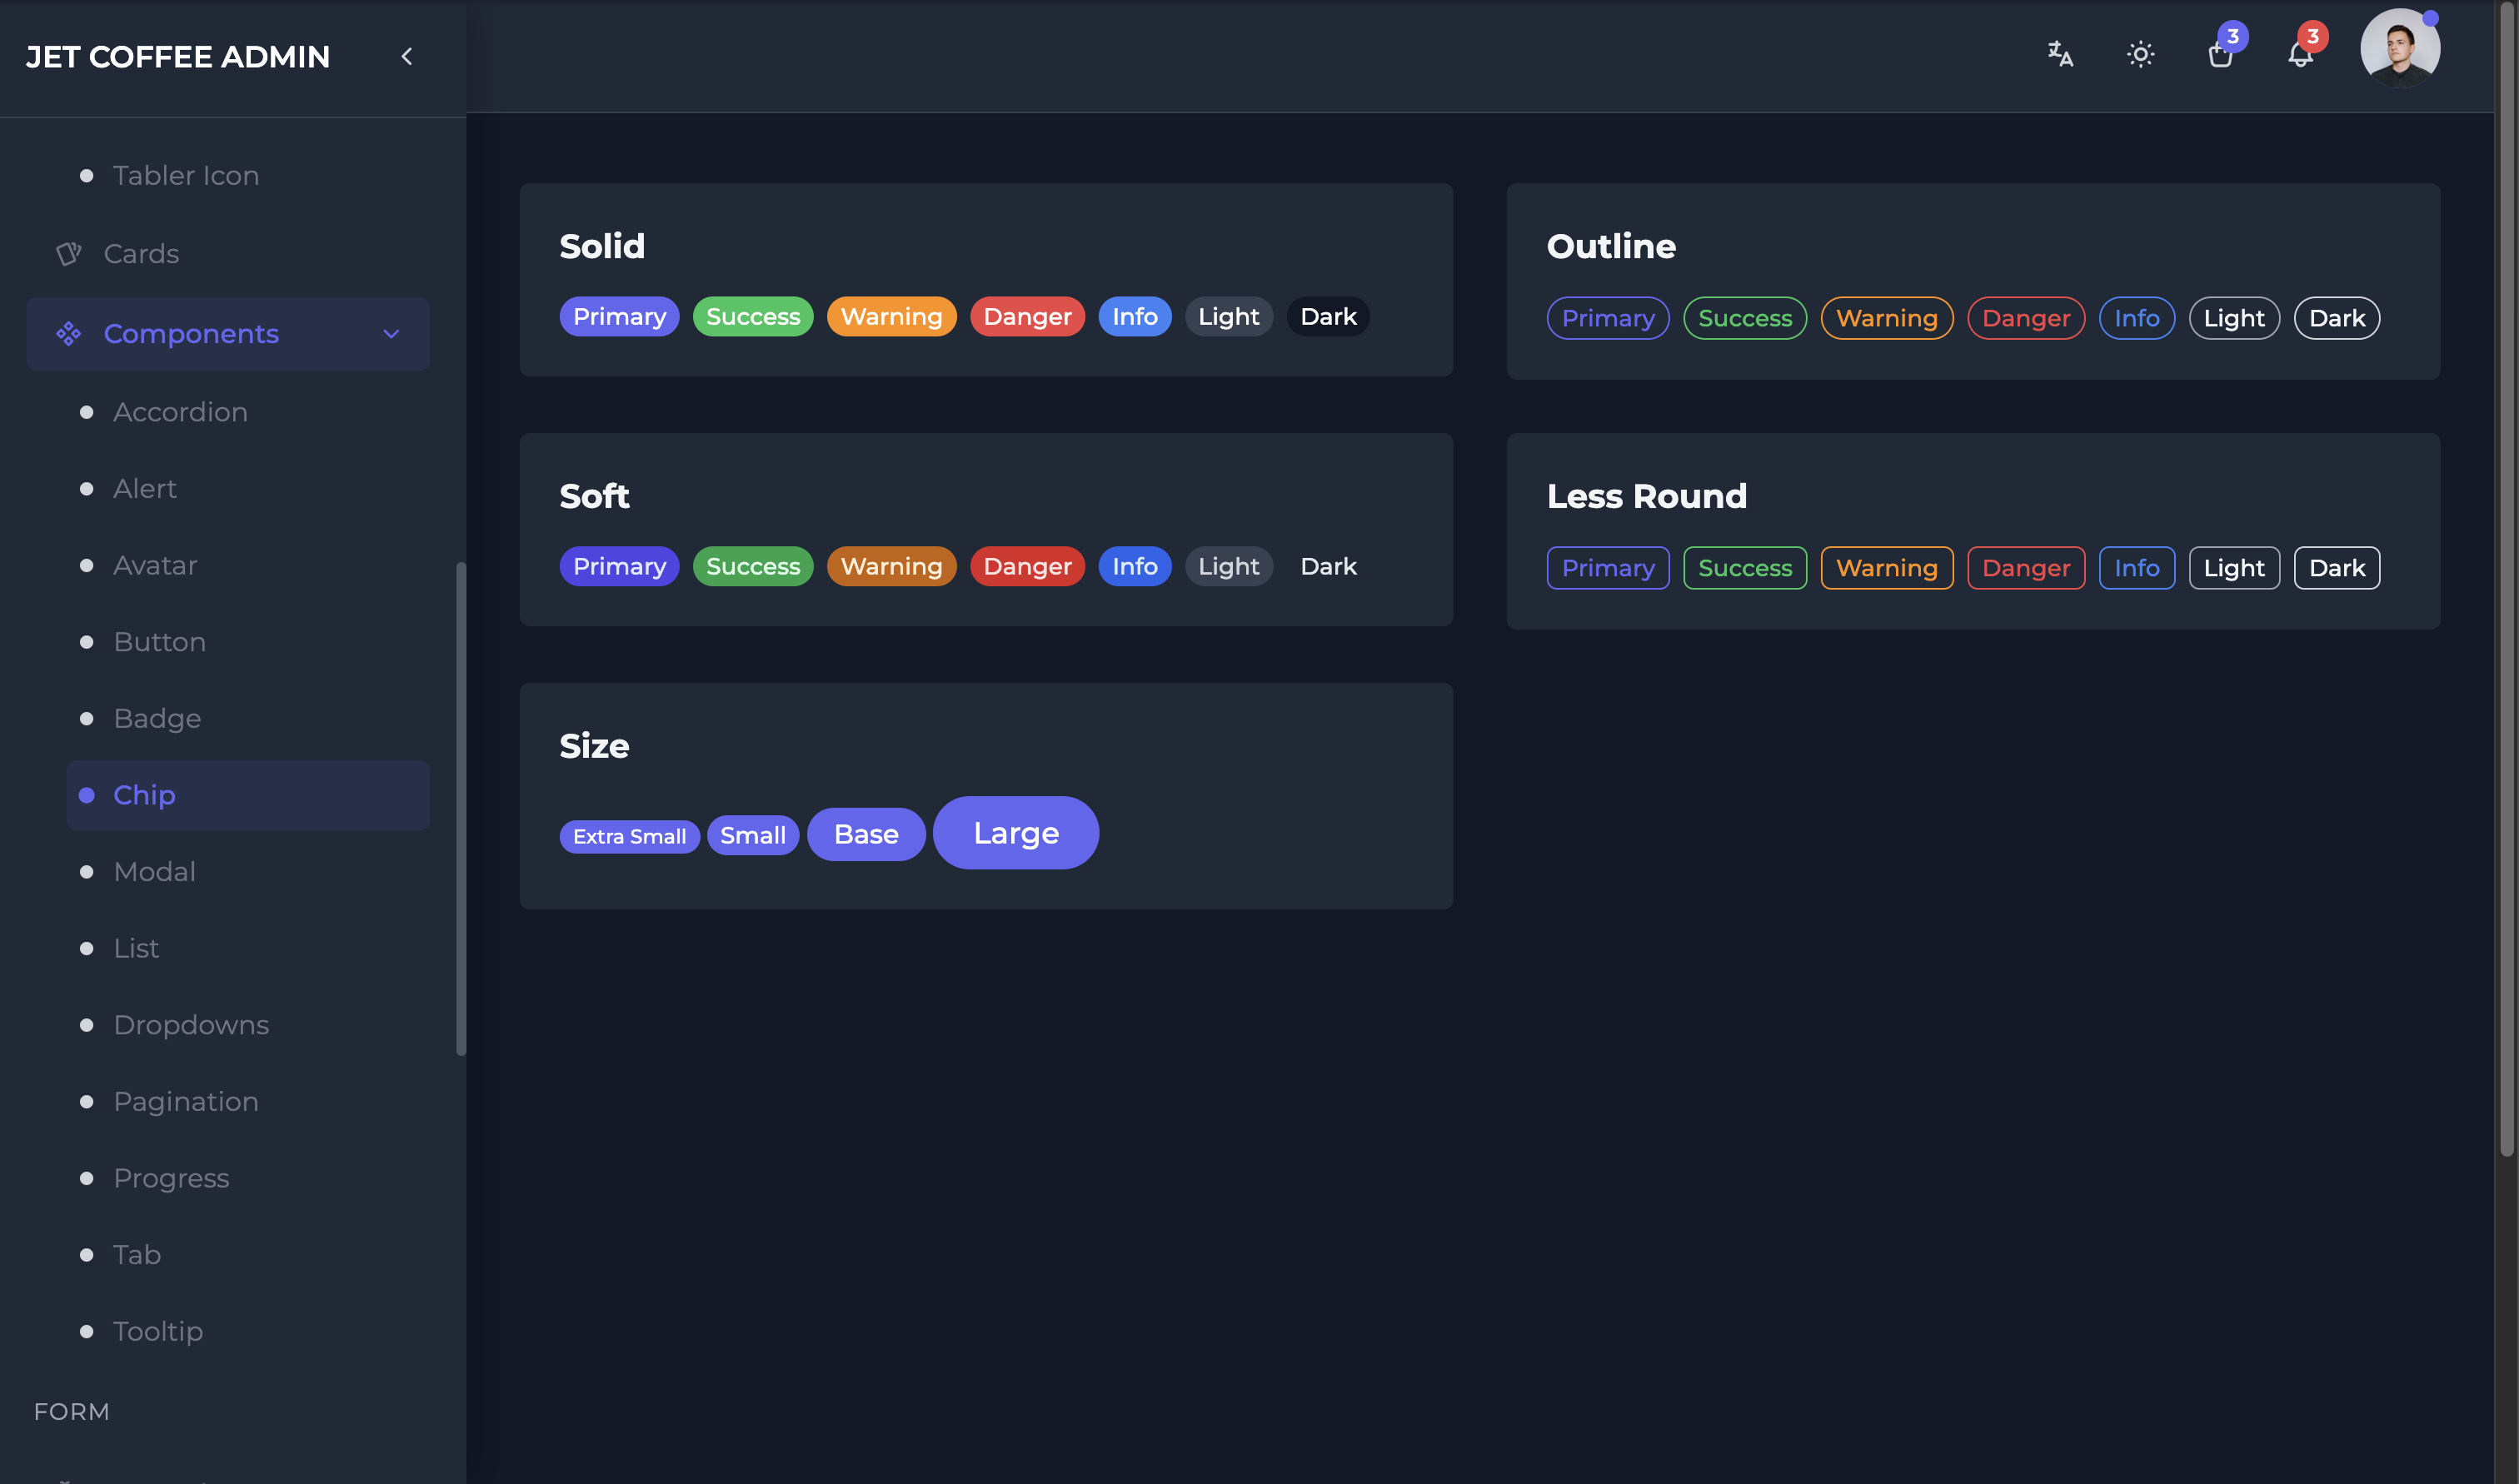 JET COFFEE ADMIN
3
3
Tabler Icon
Cards
Components
Accordion
Alert
Avatar
Button
Badge
Chip
Modal
List
Dropdowns
Pagination
Progress
Tab
Tooltip
FORM
Solid
Primary Success Warning Danger Info Light Dark
Outline
Primary Success Warning Danger Info Light Dark
Soft
Primary Success Warning Danger Info Light Dark
Less Round
Primary Success Warning Danger Info Light Dark
Size
Extra Small Small Base Large